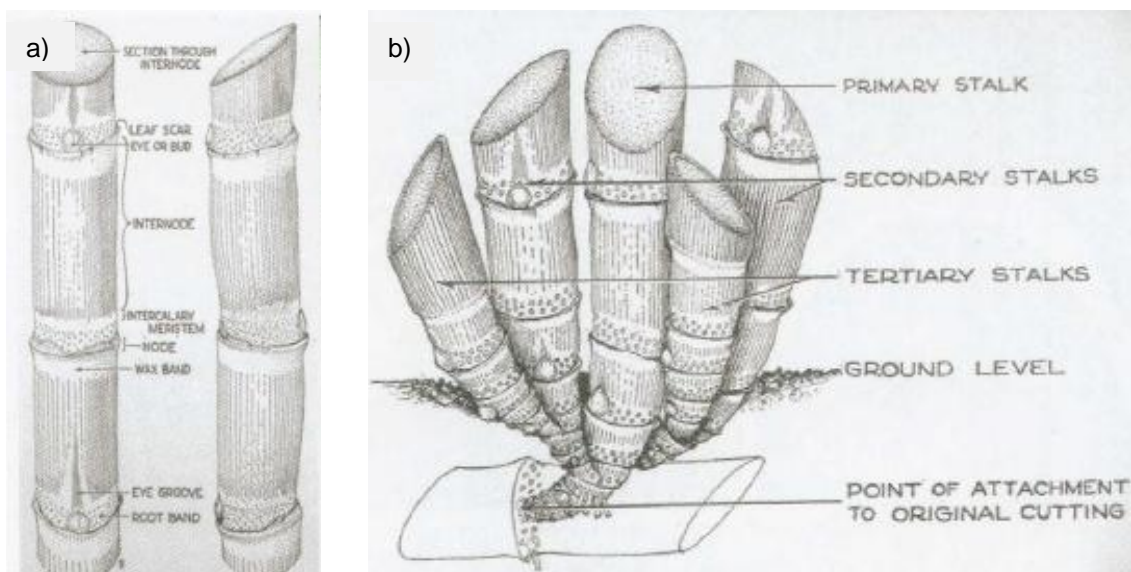 a)
SECTION THROUGH
INTERNODE
LEAF SCAR
EYE OR BUD
INTERNODE
INTERCALARY
MERISTEM
NODE
WAX BAND
EYE GROOVE
ROOT BAND
b)
PRIMARY STALK
SECONDARY STALKS
TERTIARY STALKS
GROUND LEVEL
POINT OF ATTACHMENT
TO ORIGINAL CUTTING